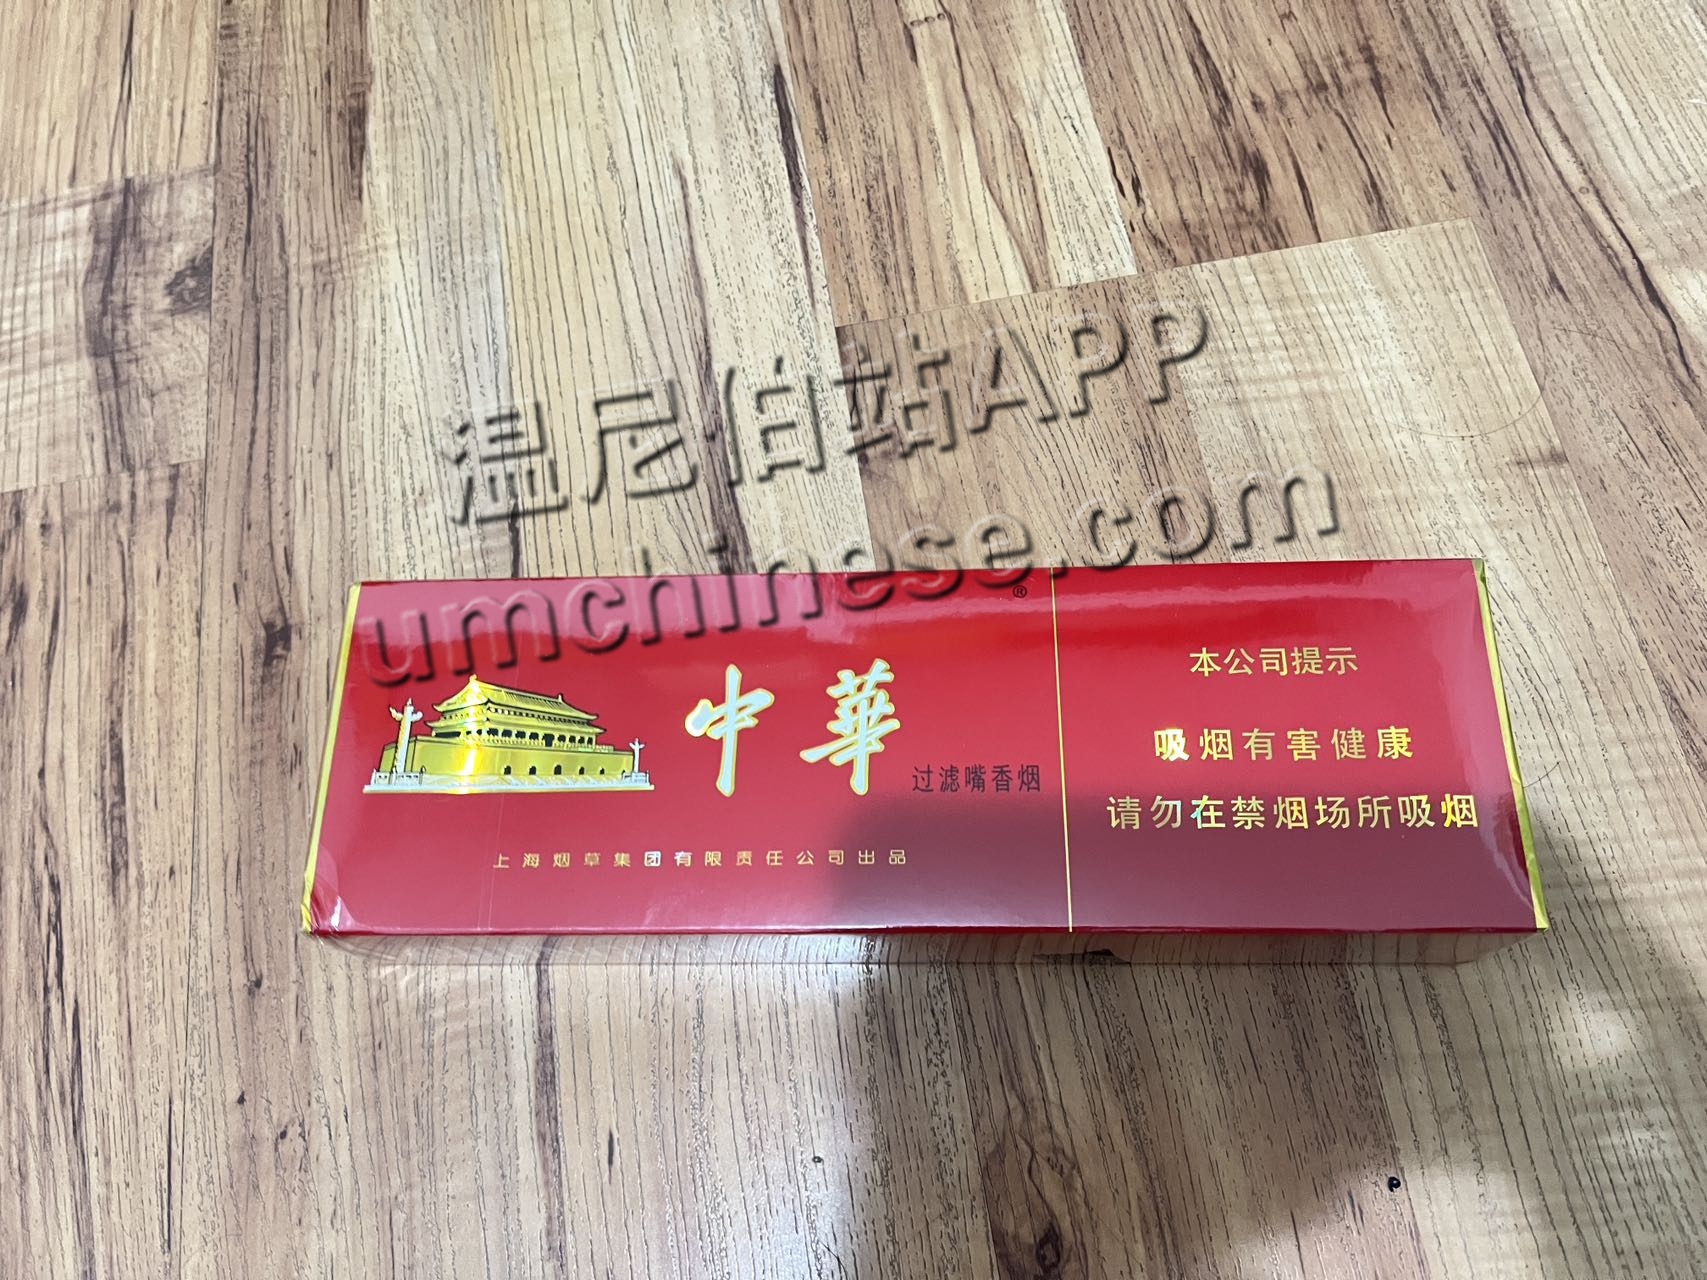 温尼伯站APP
umchinese.com
®
中華
过滤嘴香烟
上海烟草集团有限责任公司出品
本公司提示
吸烟有害健康
请勿在禁烟场所吸烟